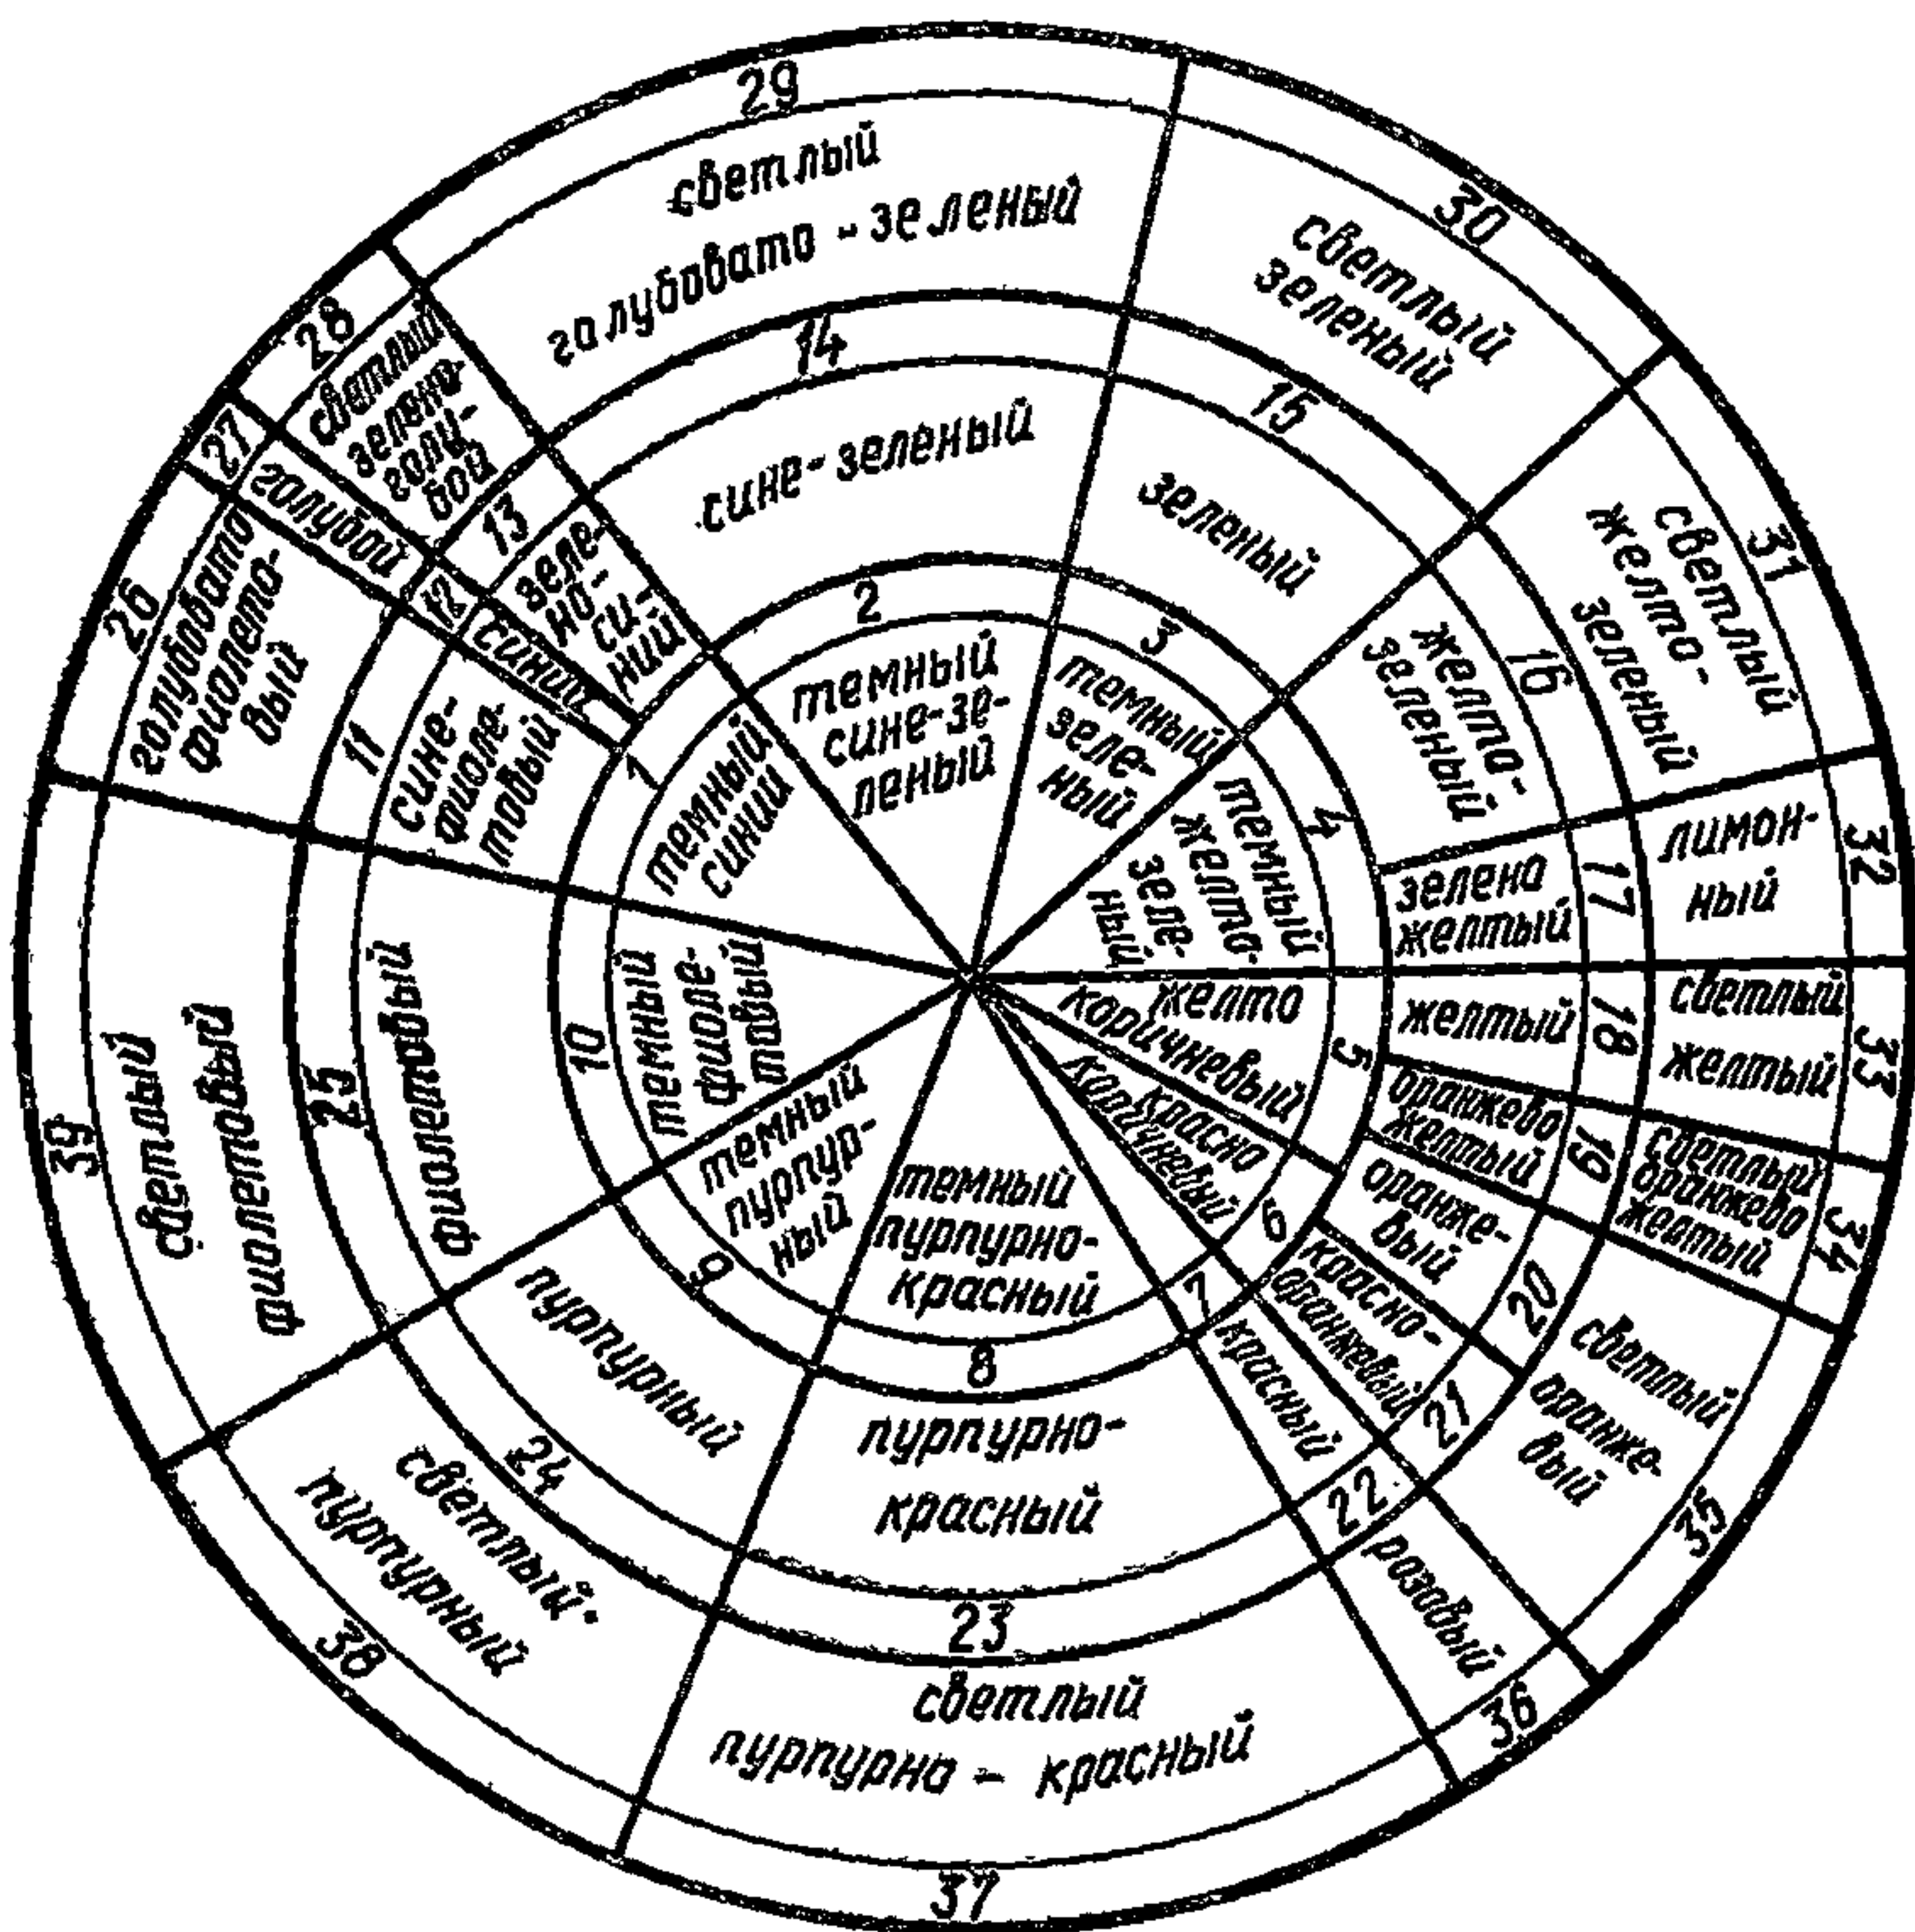 1
темный
синий
2
темный
сине-зе-
леный
3
темный
зеле-
ный
4
темный
желто-
зеле-
ный
5
желто
коричневый
6
красно
коричневый
7
8
темный
пурпурно-
красный
9
темный
пурпур-
ный
10
темный
фиоле-
товый
11
сине-
фиоле-
товый
12
синий
13
зеле-
но-
си-
ний
14
сине-зеленый
15
зеленый
16
желто-
зеленый
17
зелено
желтый
18
желтый
19
оранжево
желтый
20
оранже-
вый
21
красно-
оранжевый
22
красный
23
пурпурно-
красный
24
пурпурный
25
фиолетовый
26
голубовато
фиолето-
вый
27
голубой
28
светлый
зелено-
голу-
бой
29
светлый
голубовато-зеленый
30
светлый
зеленый
31
светлый
желто-
зеленый
32
лимон-
ный
33
светлый
желтый
34
светлый
оранжево
желтый
35
светлый
оранже-
вый
36
розовый
37
светлый
пурпурно - красный
38
светлый
пурпурный
39
светлый
фиолетовый